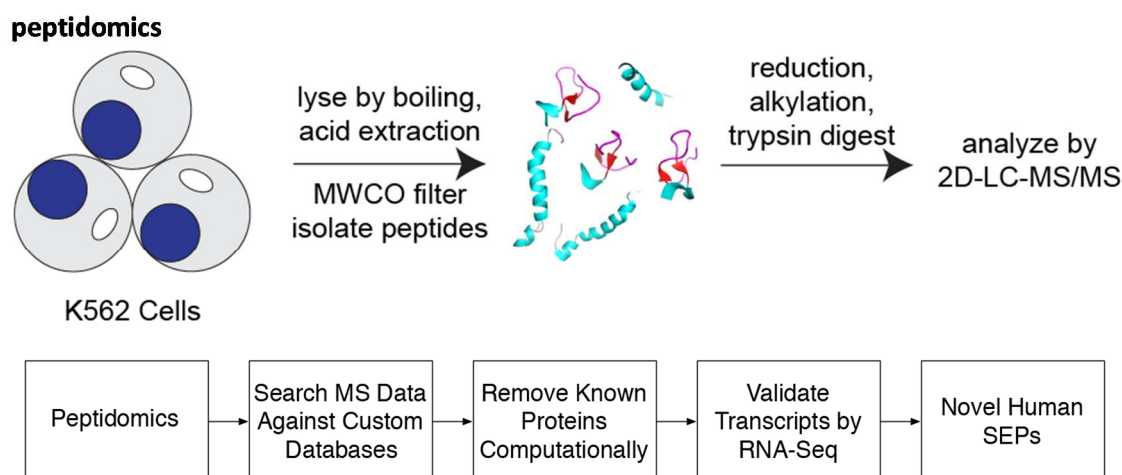 peptidomics
lyse by boiling,
acid extraction
MWCO filter
isolate peptides
reduction,
alkylation,
trypsin digest
analyze by
2D-LC-MS/MS
K562 Cells
Peptidomics
Search MS Data
Against Custom
Databases
Remove Known
Proteins
Computationally
Validate
Transcripts by
RNA-Seq
Novel Human
SEPs